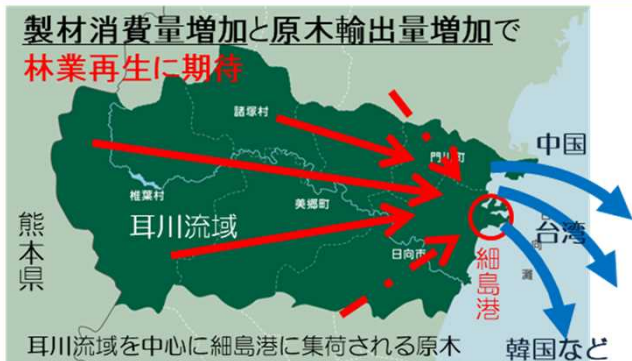 製材消費量増加と原木輸出量増加で
林業再生に期待
諸塚村
門川町
中国
椎葉村
美郷町
耳川流域
台湾
日向市
向
灘
熊本県
細島港
耳川流域を中心に細島港に集荷される原木
韓国など